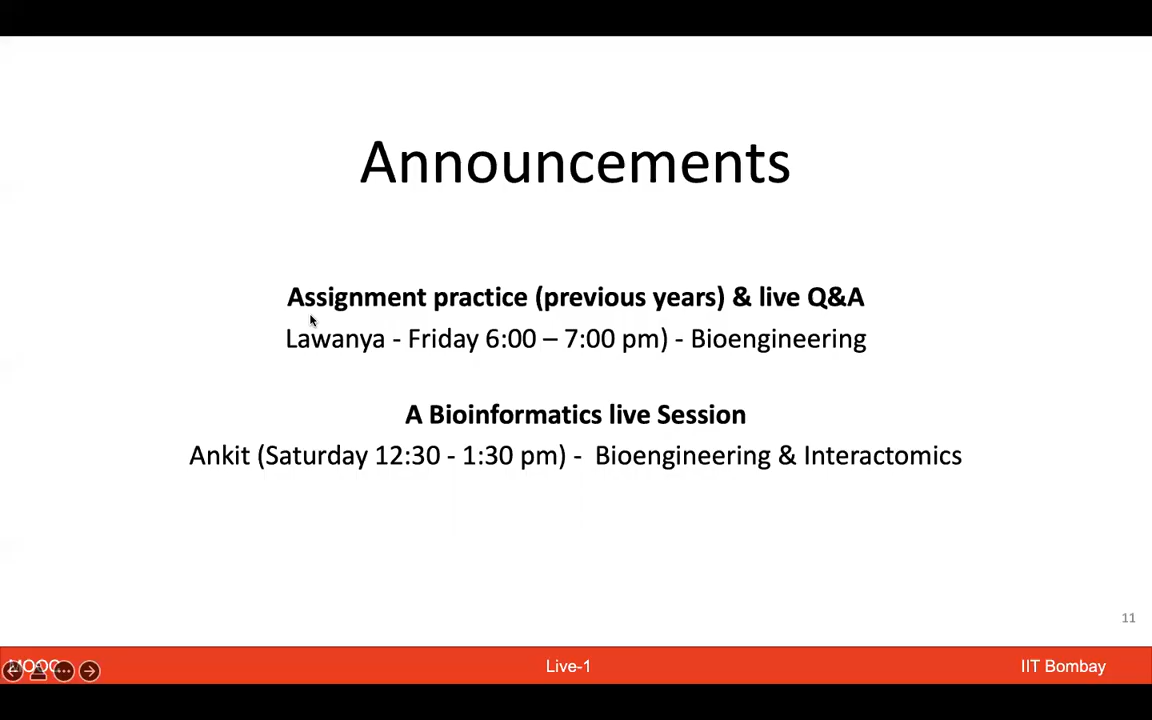 Announcements
Assignment practice (previous years) & live Q&A
Lawanya - Friday 6:00 – 7:00 pm) - Bioengineering
A Bioinformatics live Session
Ankit (Saturday 12:30 - 1:30 pm) - Bioengineering & Interactomics
11
MOOC
Live-1
IIT Bombay